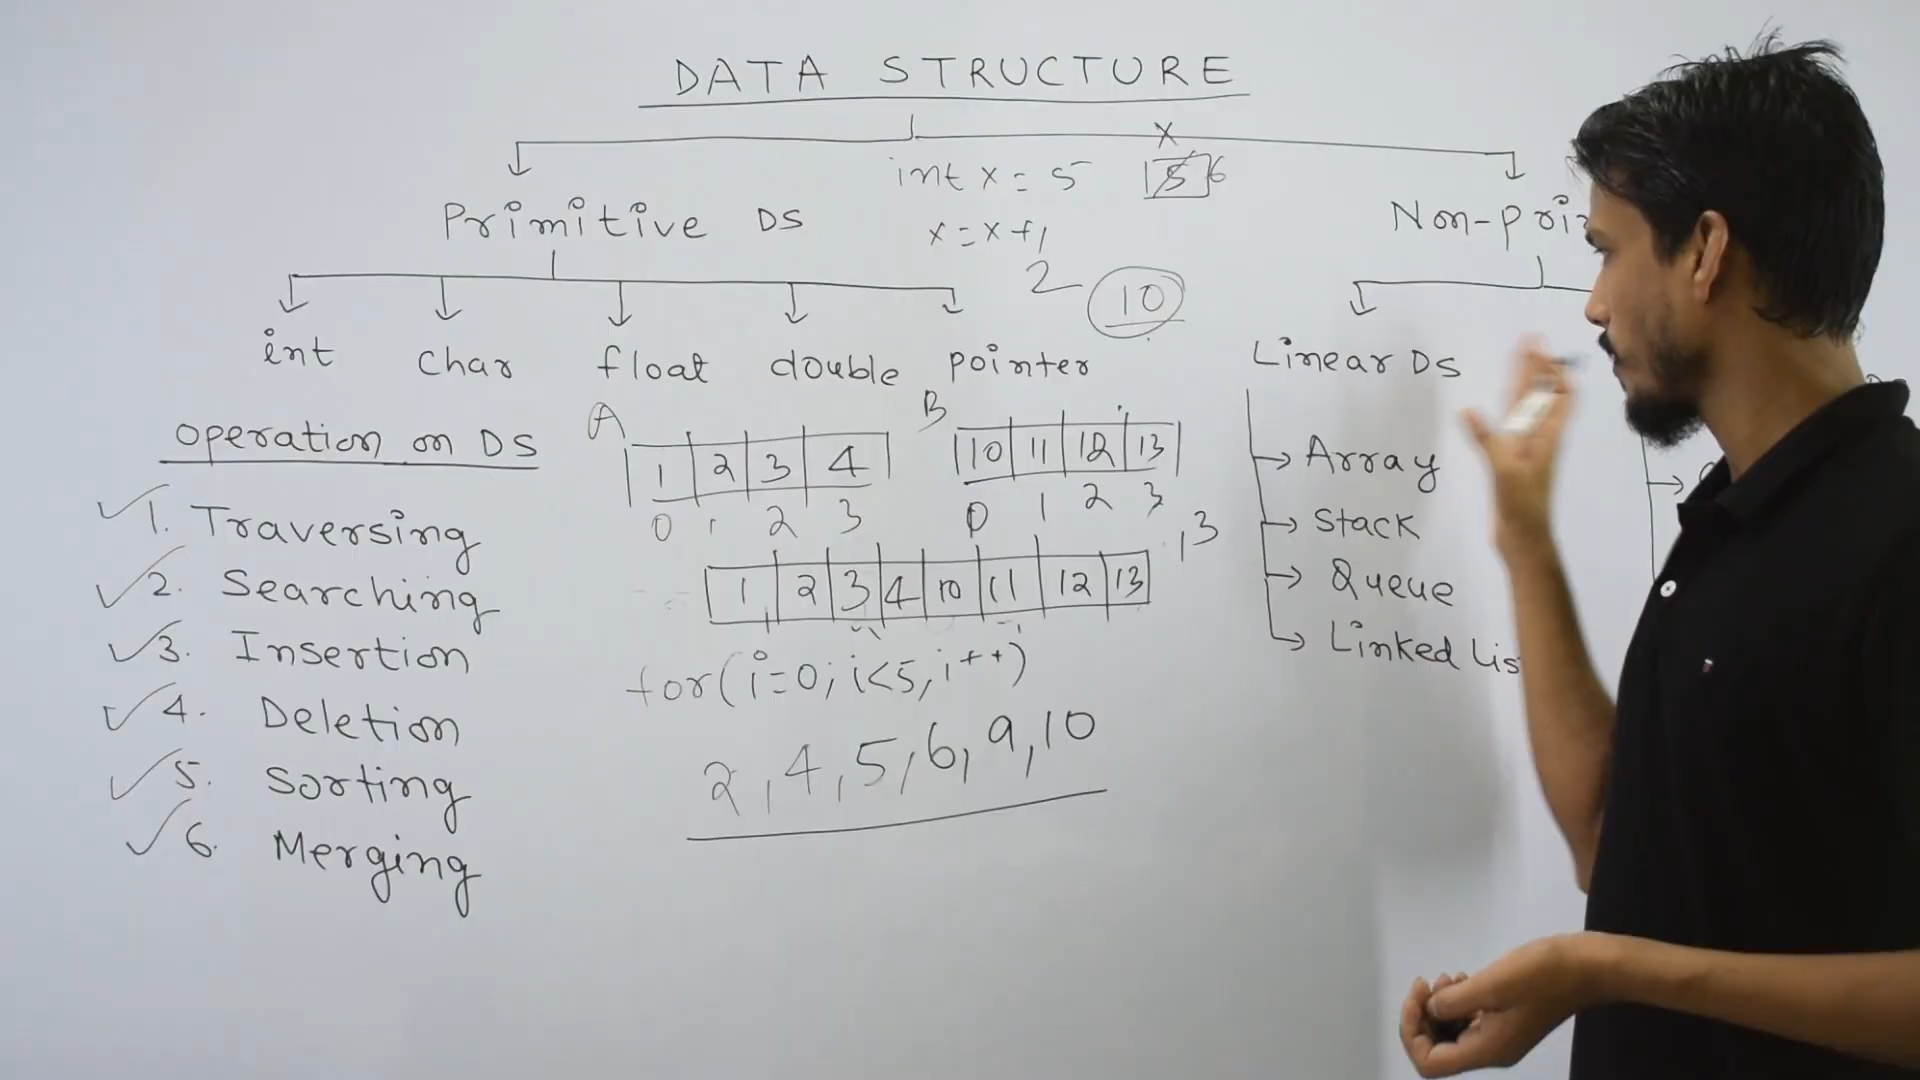 DATA STRUCTURE
x
int x = 5 5 6
Primitive DS
x = x + 1
2 10
int char float double pointer
Linear DS
Operation on DS
A
1 2 3 4
0 1 2 3
B
10 11 12 13
0 1 2 3
1. Traversing
2. Searching
3. Insertion
4. Deletion
5. Sorting
6. Merging
, 3
1 2 3 4 10 11 12 13
for(i=0; i<5, i++)
2, 4, 5, 6, 9, 10
Array
Stack
Queue
Linked